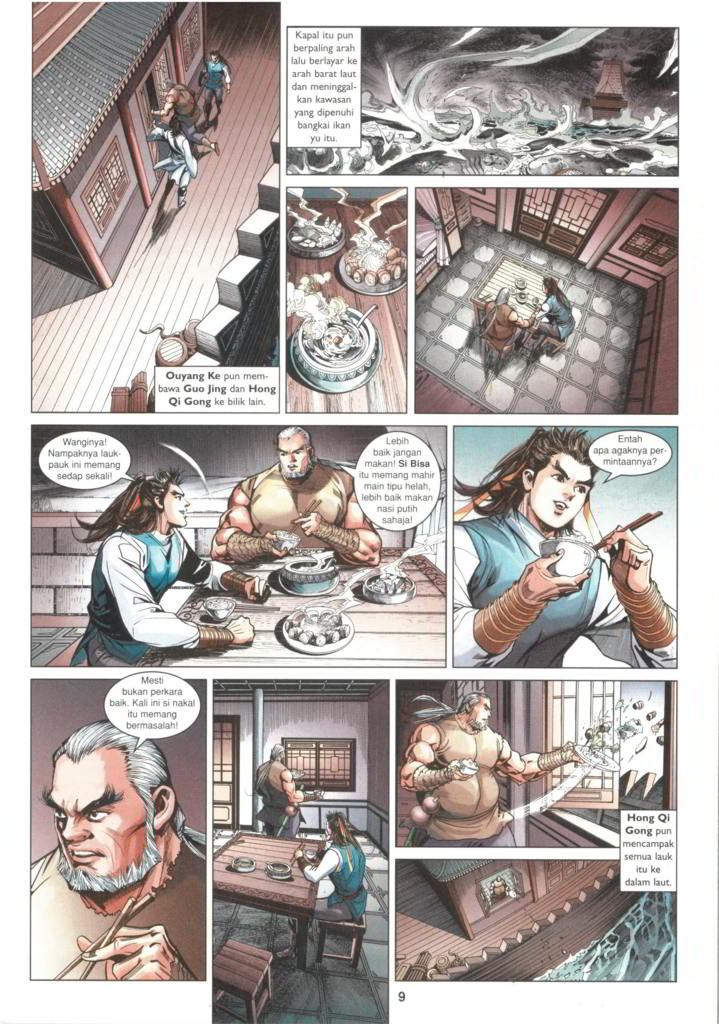 Kapal itu pun
berpaling arah
lalu berlayar ke
arah barat laut
dan meninggal-
kan kawasan
yang dipenuhi
bangkai ikan
yu itu.
Ouyang Ke pun mem-
bawa Guo Jing dan Hong
Qi Gong ke bilik lain.
Wanginya!
Nampaknya lauk-
pauk ini memang
sedap sekali!
Lebih
baik jangan
makan! Si Bisa
itu memang mahir
main tipu helah,
lebih baik makan
nasi putih
sahaja!
Entah
apa agaknya per-
mintaannya?
Mesti
bukan perkara
baik. Kali ini si nakal
itu memang
bermasalah!
Hong Qi
Gong pun
mencampak
semua lauk
itu ke
dalam laut.
9